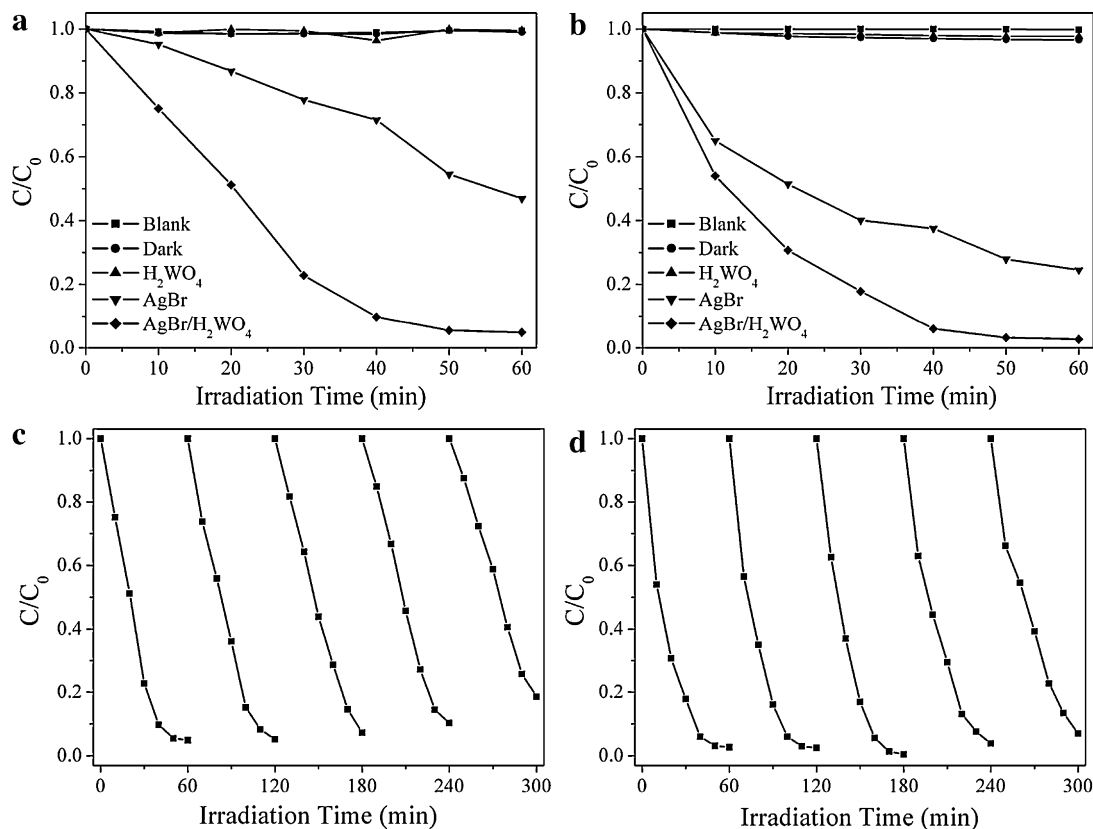 a
1.0
0.8
0.6
0.4
0.2
0.0
C/C₀
Blank
Dark
H₂WO₄
AgBr
AgBr/H₂WO₄
0 10 20 30 40 50 60
Irradiation Time (min)
b
1.0
0.8
0.6
0.4
0.2
0.0
C/C₀
Blank
Dark
H₂WO₄
AgBr
AgBr/H₂WO₄
0 10 20 30 40 50 60
Irradiation Time (min)
c
1.0
0.8
0.6
0.4
0.2
0.0
C/C₀
0 60 120 180 240 300
Irradiation Time (min)
d
1.0
0.8
0.6
0.4
0.2
0.0
C/C₀
0 60 120 180 240 300
Irradiation Time (min)